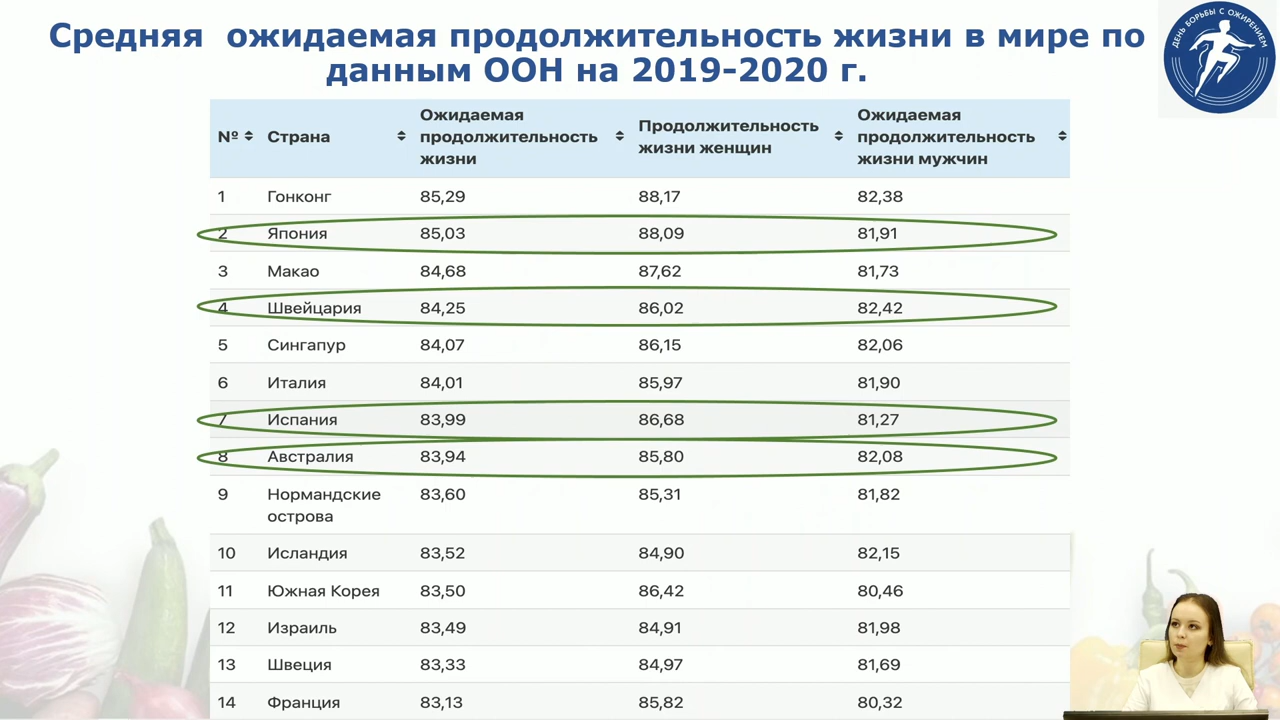 Средняя ожидаемая продолжительность жизни в мире по
данным ООН на 2019-2020 г.
ДЕНЬ БОРЬБЫ С ОЖИРЕНИЕМ
№ Страна Ожидаемая продолжительность жизни Продолжительность жизни женщин Ожидаемая продолжительность жизни мужчин
1 Гонконг 85,29 88,17 82,38
2 Япония 85,03 88,09 81,91
3 Макао 84,68 87,62 81,73
4 Швейцария 84,25 86,02 82,42
5 Сингапур 84,07 86,15 82,06
6 Италия 84,01 85,97 81,90
7 Испания 83,99 86,68 81,27
8 Австралия 83,94 85,80 82,08
9 Нормандские острова 83,60 85,31 81,82
10 Исландия 83,52 84,90 82,15
11 Южная Корея 83,50 86,42 80,46
12 Израиль 83,49 84,91 81,98
13 Швеция 83,33 84,97 81,69
14 Франция 83,13 85,82 80,32